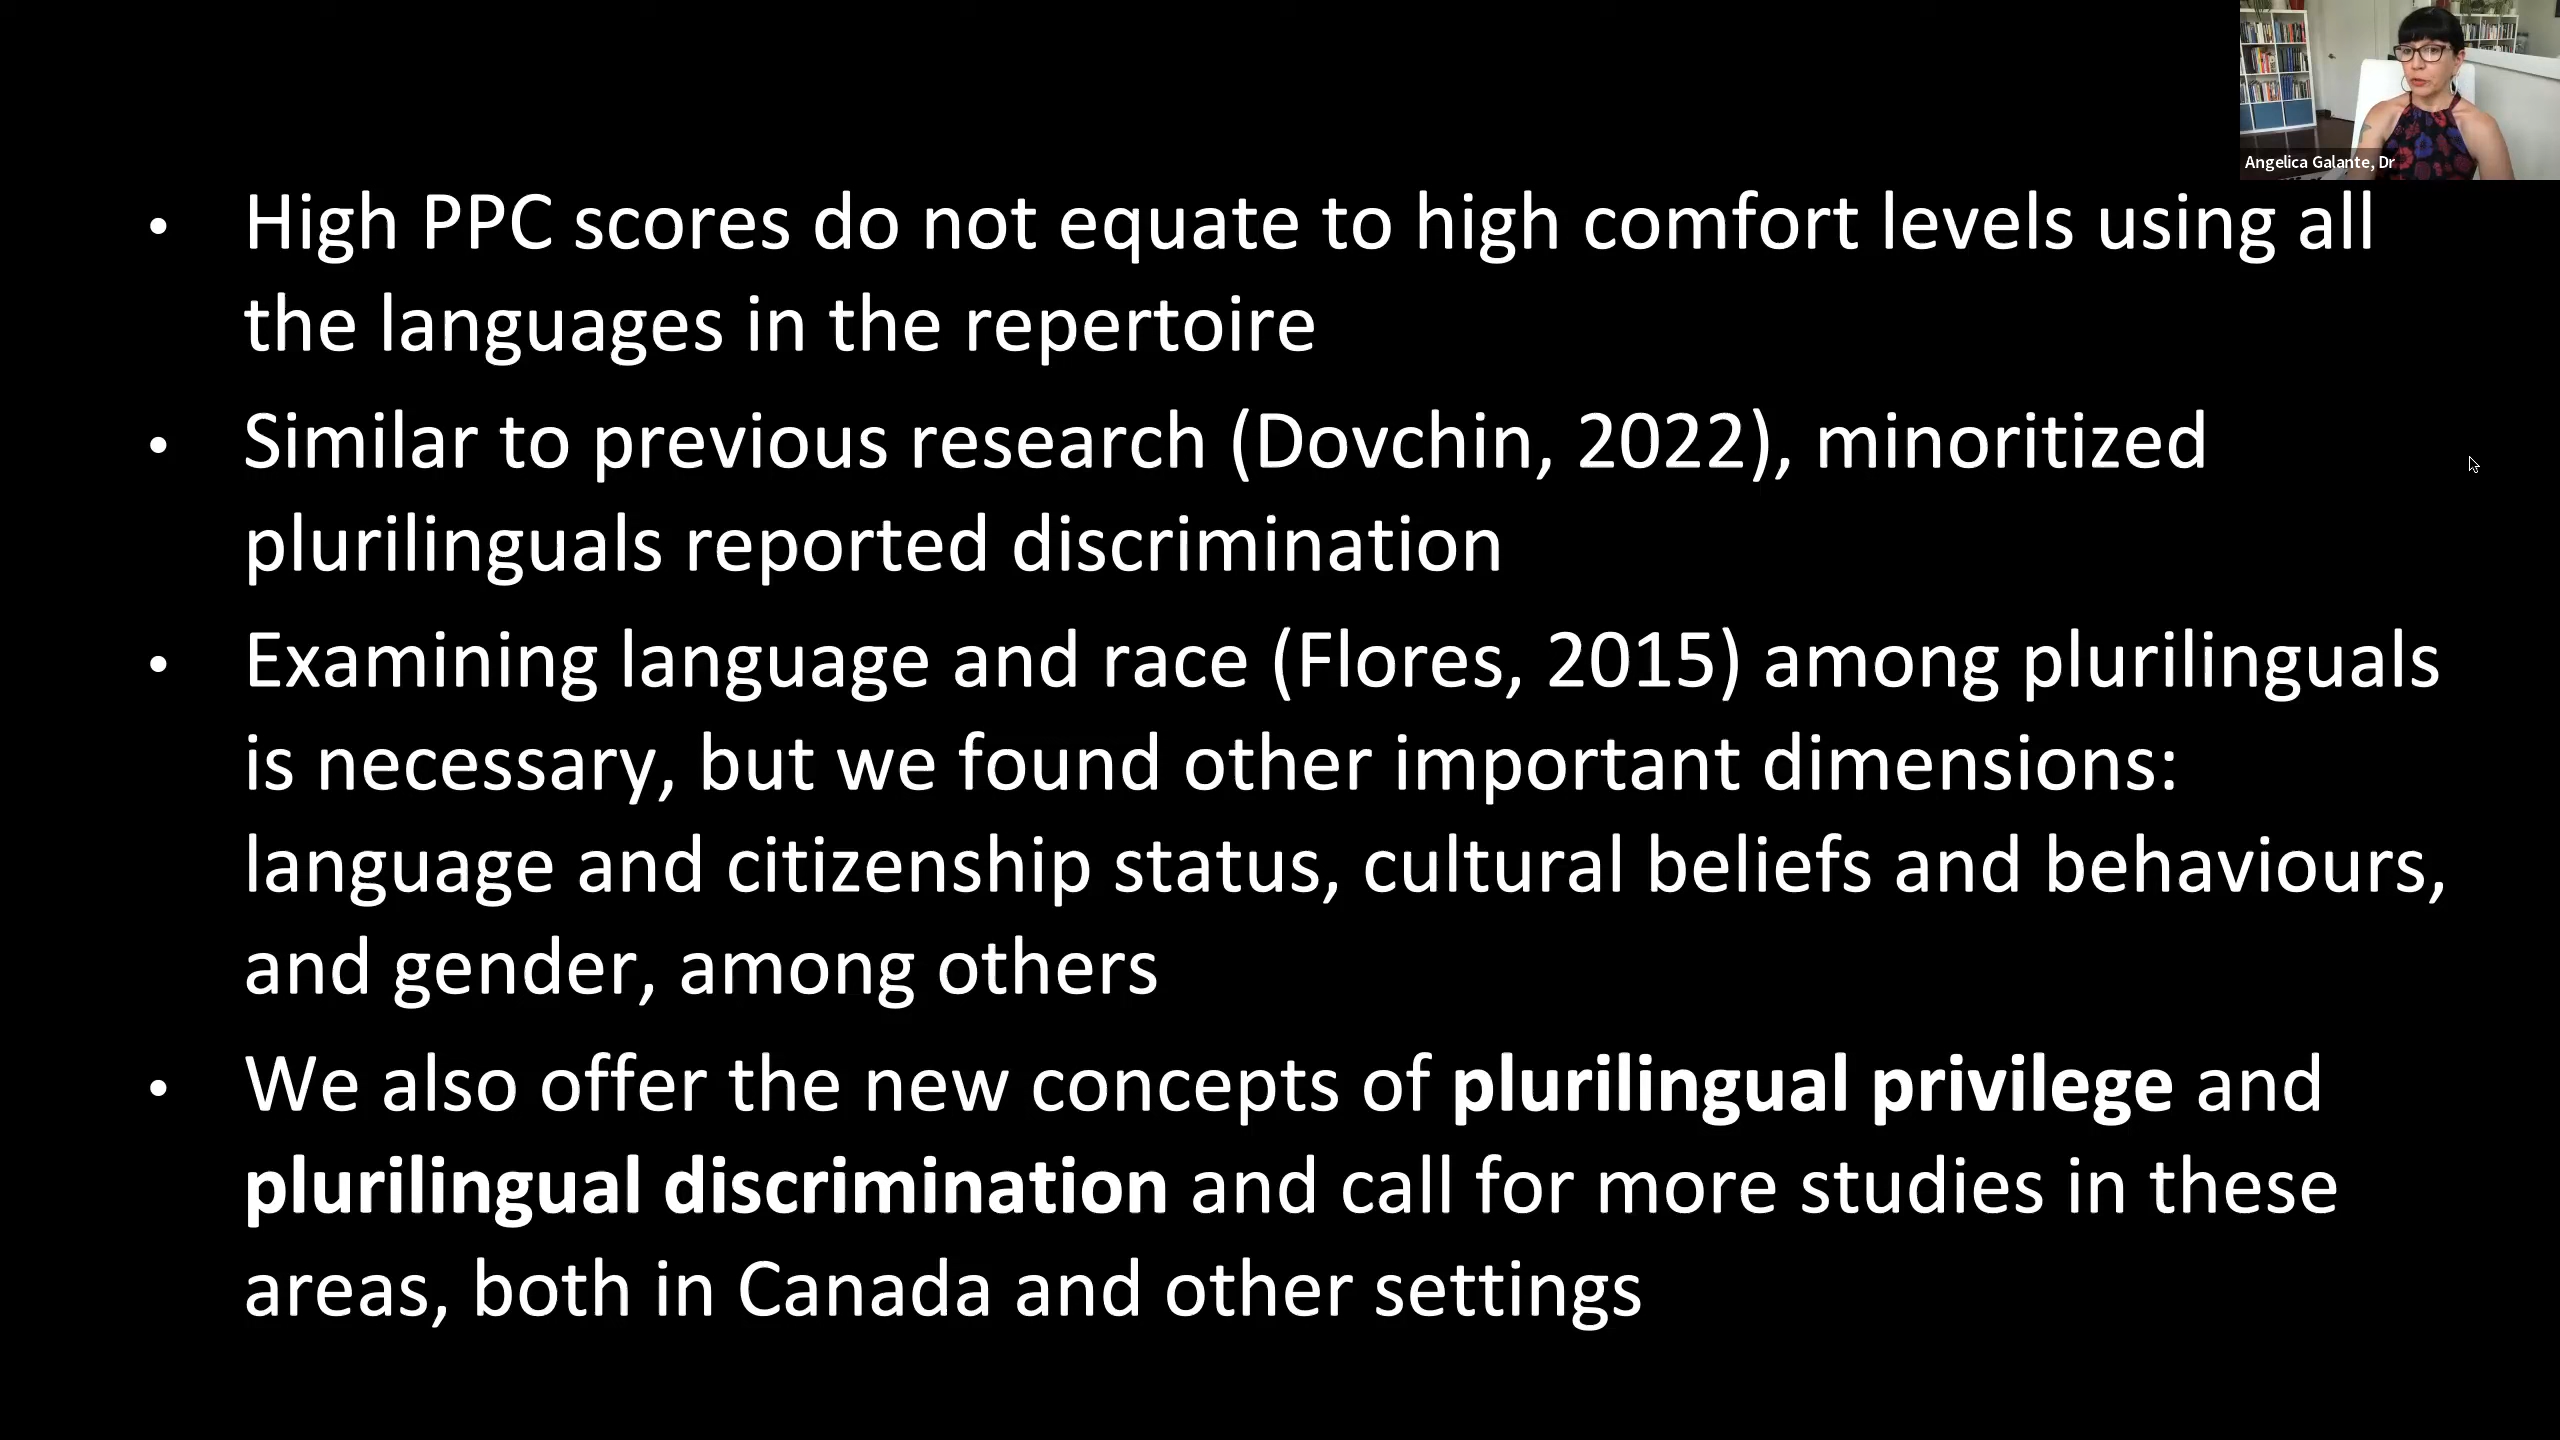 Angelica Galante, Dr
• High PPC scores do not equate to high comfort levels using all
the languages in the repertoire
• Similar to previous research (Dovchin, 2022), minoritized
plurilinguals reported discrimination
• Examining language and race (Flores, 2015) among plurilinguals
is necessary, but we found other important dimensions:
language and citizenship status, cultural beliefs and behaviours,
and gender, among others
• We also offer the new concepts of plurilingual privilege and
plurilingual discrimination and call for more studies in these
areas, both in Canada and other settings